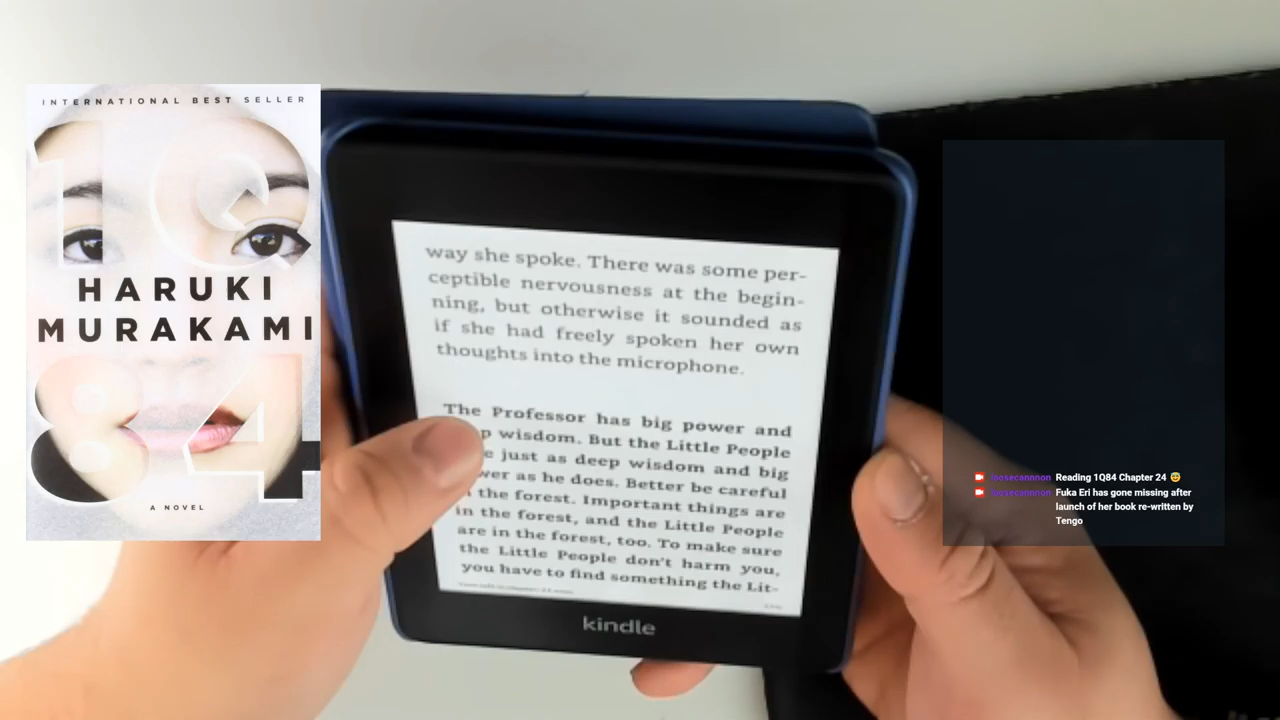 INTERNATIONAL BEST SELLER
1Q
HARUKI
MURAKAMI
84
A NOVEL
way she spoke. There was some per-
ceptible nervousness at the begin-
ning, but otherwise it sounded as
if she had freely spoken her own
thoughts into the microphone.
The Professor has big power and
wisdom. But the Little People
just as deep wisdom and big
as he does. Better be careful
the forest. Important things are
in the forest, and the Little People
are in the forest, too. To make sure
the Little People don't harm you,
you have to find something the Lit-
kindle
loosecannnon Reading 1Q84 Chapter 24 😇
loosecannnon Fuka Eri has gone missing after
launch of her book re-written by
Tengo